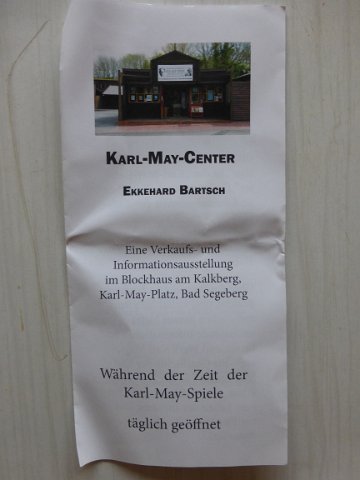 KARL-MAY-CENTER
EKKEHARD BARTSCH
Eine Verkaufs- und
Informationsausstellung
im Blockhaus am Kalkberg,
Karl-May-Platz, Bad Segeberg
Während der Zeit der
Karl-May-Spiele
täglich geöffnet